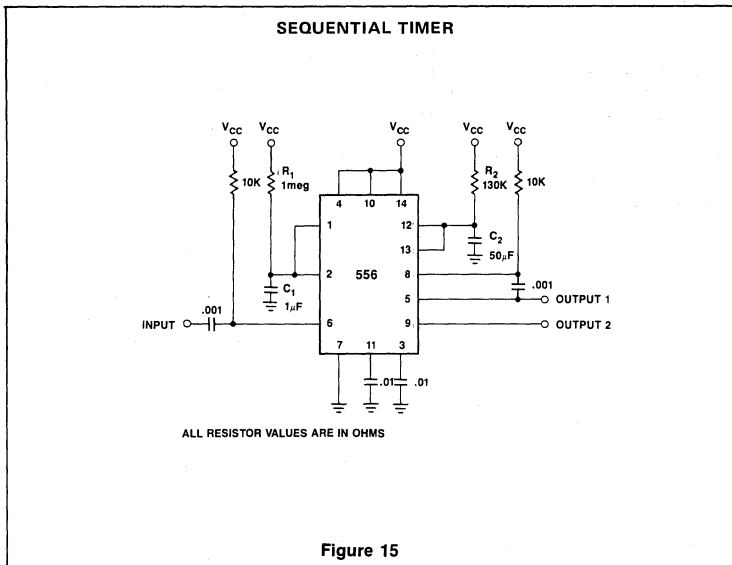 SEQUENTIAL TIMER
VCC VCC VCC VCC VCC
10K R1 1meg R2 130K 10K
4 10 14
1 12
13 C2
2 556 8 50μF
C1 .001
1μF 5 OUTPUT 1
.001
INPUT 6 9 OUTPUT 2
7 11 3
.01 .01
ALL RESISTOR VALUES ARE IN OHMS
Figure 15